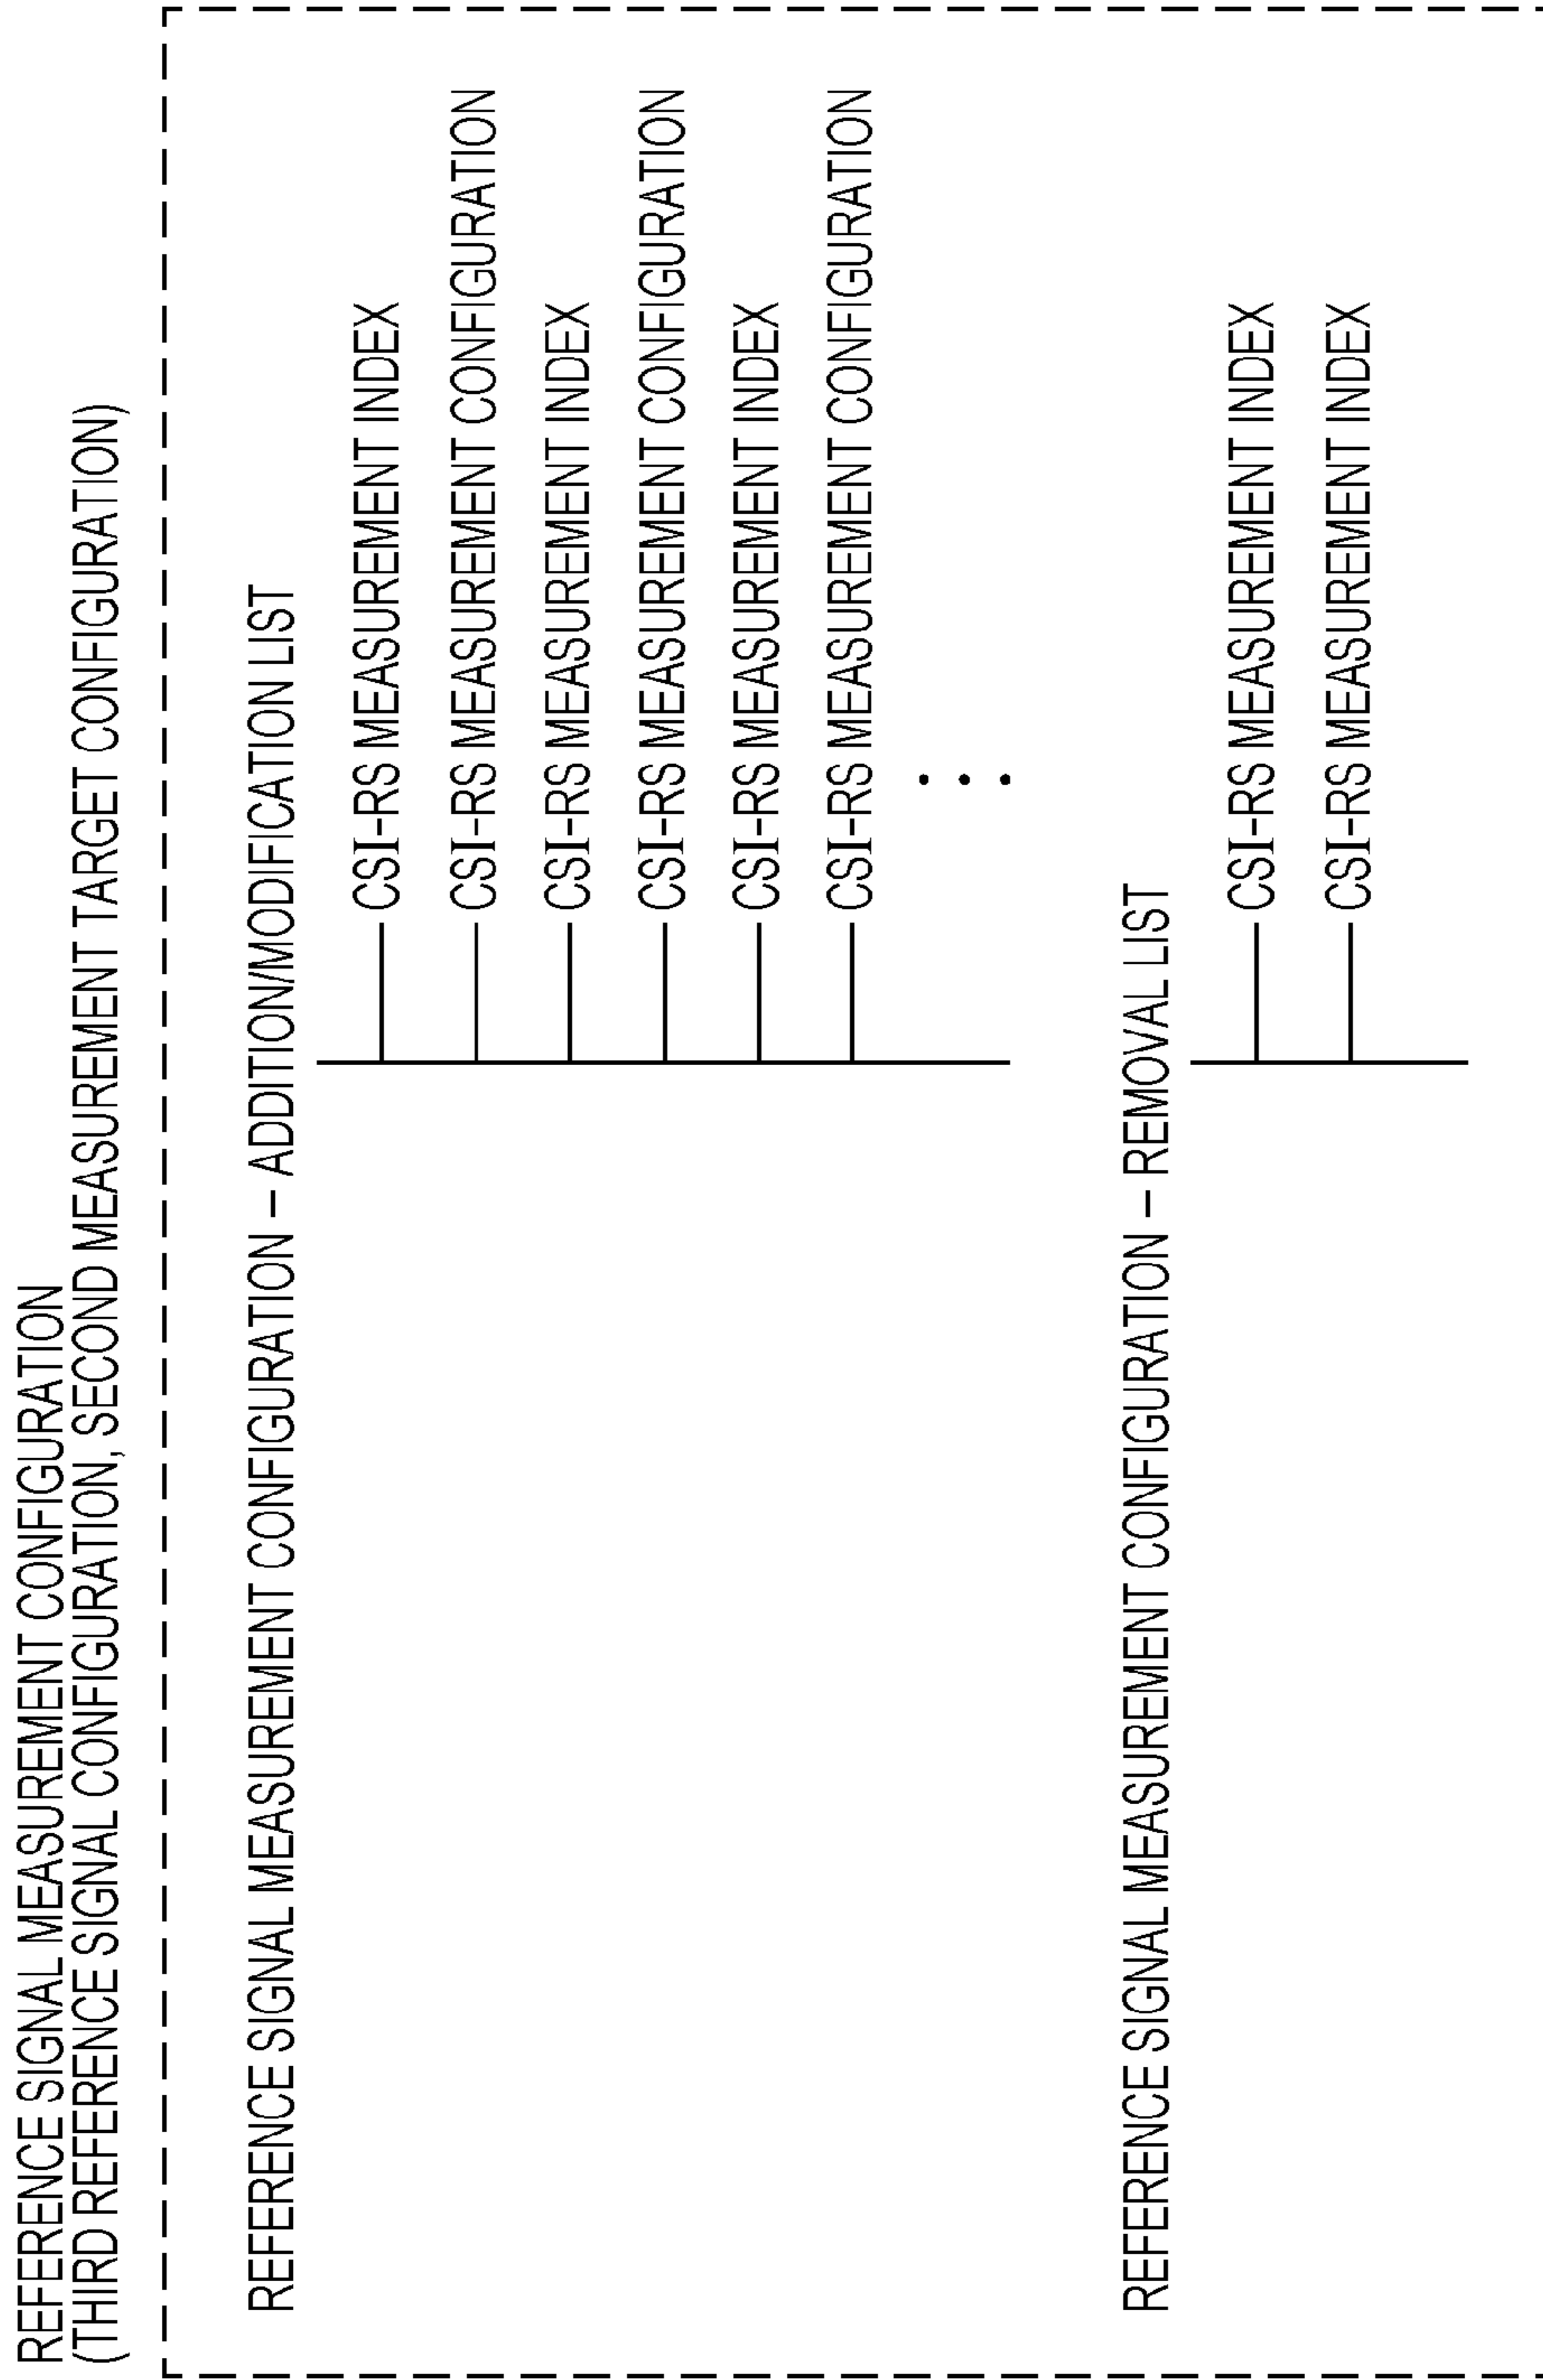 REFERENCE SIGNAL MEASUREMENT CONFIGURATION
(THIRD REFERENCE SIGNAL CONFIGURATION, SECOND MEASUREMENT TARGET CONFIGURATION)
REFERENCE SIGNAL MEASUREMENT CONFIGURATION – ADDITION/MODIFICATION LIST
CSI-RS MEASUREMENT INDEX
CSI-RS MEASUREMENT CONFIGURATION
CSI-RS MEASUREMENT INDEX
CSI-RS MEASUREMENT CONFIGURATION
CSI-RS MEASUREMENT INDEX
CSI-RS MEASUREMENT CONFIGURATION
...
REFERENCE SIGNAL MEASUREMENT CONFIGURATION – REMOVAL LIST
CSI-RS MEASUREMENT INDEX
CSI-RS MEASUREMENT INDEX